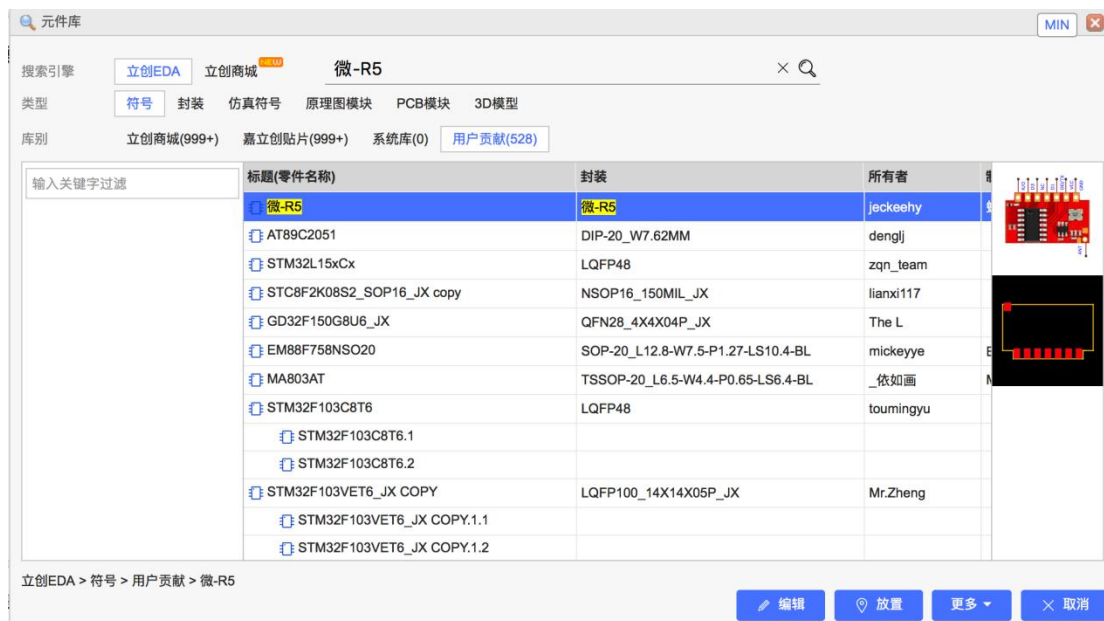 元件库 MIN
搜索引擎 立创EDA 立创商城 NEW 微-R5
类型 符号 封装 仿真符号 原理图模块 PCB模块 3D模型
库别 立创商城(999+) 嘉立创贴片(999+) 系统库(0) 用户贡献(528)
输入关键字过滤
标题(零件名称) 封装 所有者
微-R5 微-R5 jeckeehy
AT89C2051 DIP-20_W7.62MM denglj
STM32L15xCx LQFP48 zqn_team
STC8F2K08S2_SOP16_JX copy NSOP16_150MIL_JX lianxi117
GD32F150G8U6_JX QFN28_4X4X04P_JX The L
EM88F758NSO20 SOP-20_L12.8-W7.5-P1.27-LS10.4-BL mickeyye
MA803AT TSSOP-20_L6.5-W4.4-P0.65-LS6.4-BL _依如画
STM32F103C8T6 LQFP48 toumingyu
STM32F103C8T6.1
STM32F103C8T6.2
STM32F103VET6_JX COPY LQFP100_14X14X05P_JX Mr.Zheng
STM32F103VET6_JX COPY.1.1
STM32F103VET6_JX COPY.1.2
立创EDA > 符号 > 用户贡献 > 微-R5
编辑 放置 更多 取消